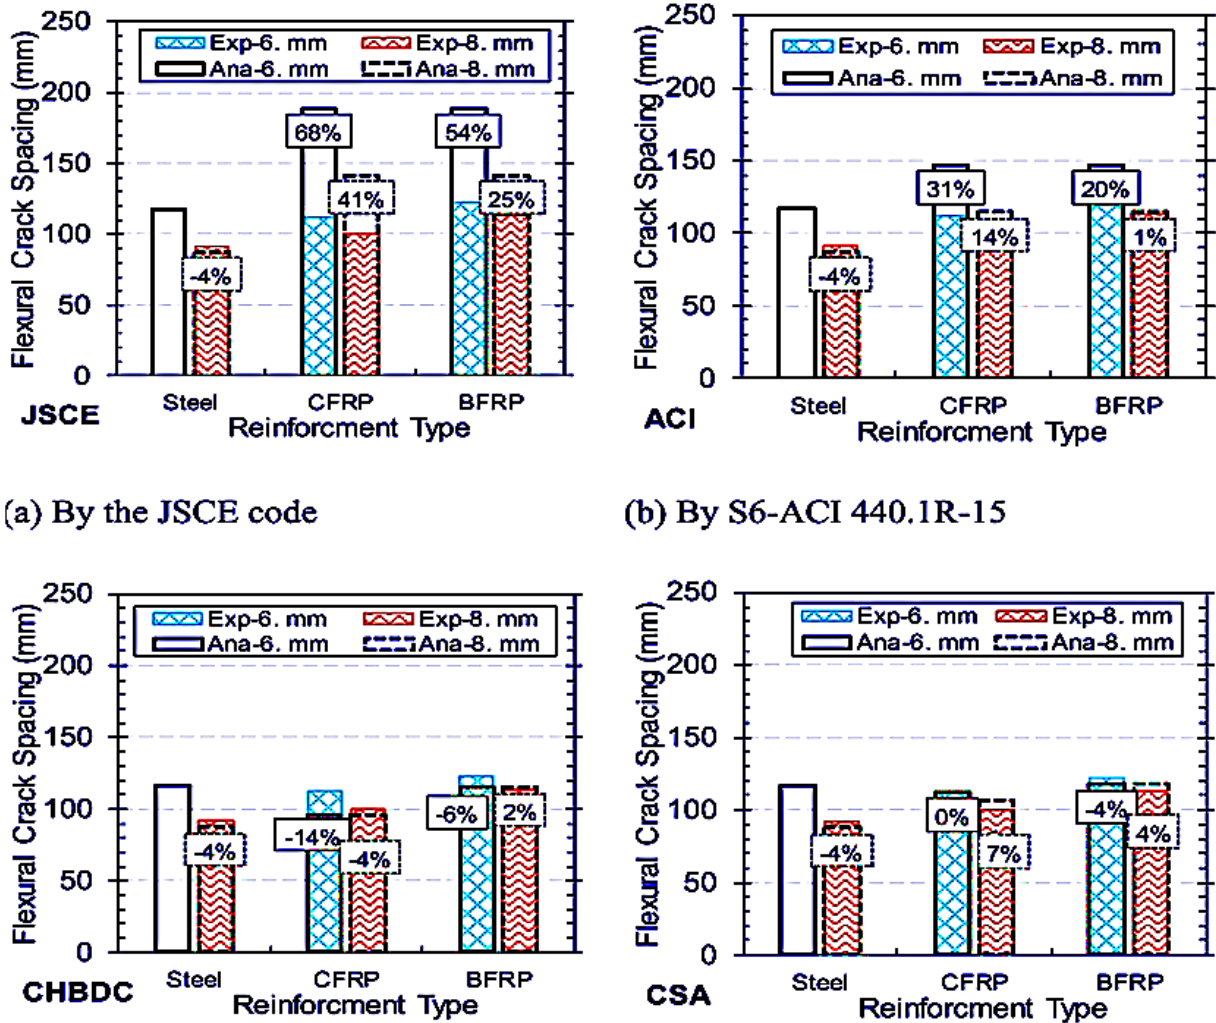 250
200
150
100
50
0
Flexural Crack Spacing (mm)
Exp-6. mm
Exp-8. mm
Ana-6. mm
Ana-8. mm
68%
54%
41%
25%
-4%
Steel
CFRP
BFRP
JSCE
Reinforcment Type
250
200
150
100
50
0
Flexural Crack Spacing (mm)
Exp-6. mm
Exp-8. mm
Ana-6. mm
Ana-8. mm
31%
20%
14%
1%
-4%
Steel
CFRP
BFRP
ACI
Reinforcment Type
(a) By the JSCE code
(b) By S6-ACI 440.1R-15
250
200
150
100
50
0
Flexural Crack Spacing (mm)
Exp-6. mm
Exp-8. mm
Ana-6. mm
Ana-8. mm
-6%
2%
-14%
-4%
-4%
Steel
CFRP
BFRP
CHBDC
Reinforcment Type
250
200
150
100
50
0
Flexural Crack Spacing (mm)
Exp-6. mm
Exp-8. mm
Ana-6. mm
Ana-8. mm
-4%
0%
4%
-4%
7%
Steel
CFRP
BFRP
CSA
Reinforcment Type